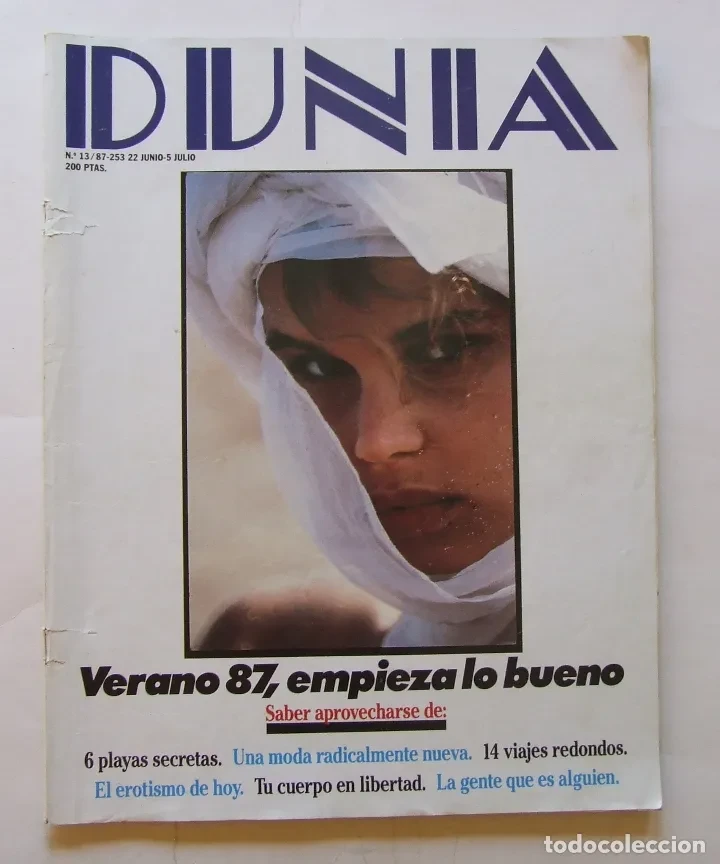 DUNIA
N.º 13/87-253 22 JUNIO-5 JULIO
200 PTAS.
Verano 87, empieza lo bueno
Saber aprovecharse de:
6 playas secretas. Una moda radicalmente nueva. 14 viajes redondos.
El erotismo de hoy. Tu cuerpo en libertad. La gente que es alguien.
todocoleccion